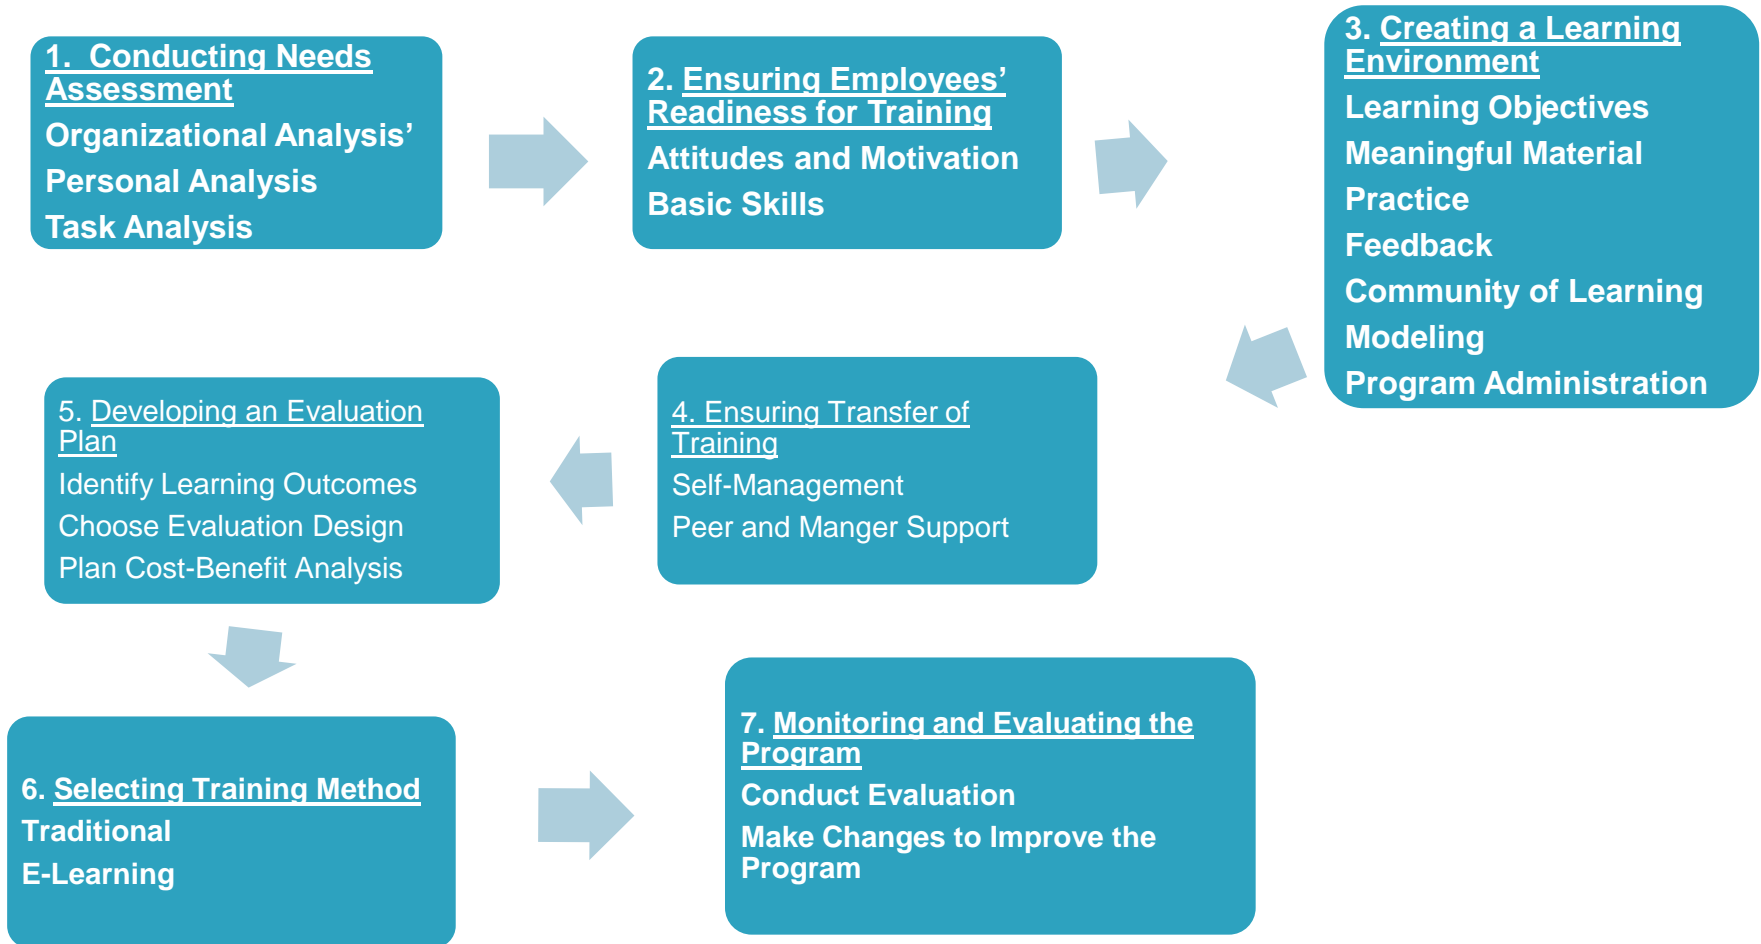 1.  Conducting Needs
Assessment
Organizational Analysis’
Personal Analysis
Task Analysis
2. Ensuring Employees’
Readiness for Training
Attitudes and Motivation
Basic Skills
3. Creating a Learning
Environment
Learning Objectives
Meaningful Material
Practice
Feedback
Community of Learning
Modeling
Program Administration
4. Ensuring Transfer of
Training
Self-Management
Peer and Manger Support
5. Developing an Evaluation
Plan
Identify Learning Outcomes
Choose Evaluation Design
Plan Cost-Benefit Analysis
6. Selecting Training Method
Traditional
E-Learning
7. Monitoring and Evaluating the
Program
Conduct Evaluation
Make Changes to Improve the
Program